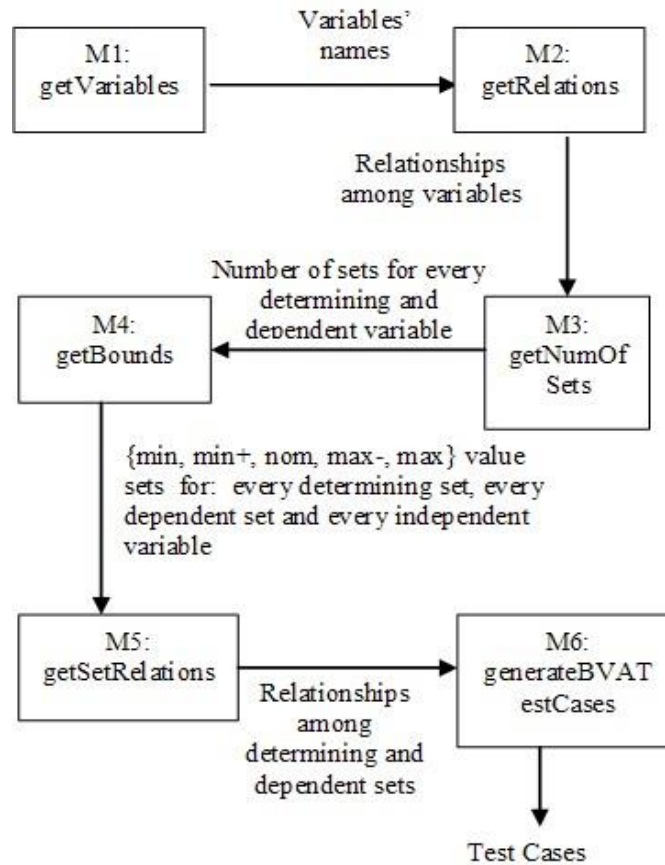 M1:
getVariables
Variables'
names
M2:
getRelations
Relationships
among variables
M3:
getNumOf
Sets
Number of sets for every
determining and
dependent variable
M4:
getBounds
{min, min+, nom, max-, max} value
sets for: every determining set, every
dependent set and every independent
variable
M5:
getSetRelations
Relationships
among
determining and
dependent sets
M6:
generateBVAT
estCases
Test Cases